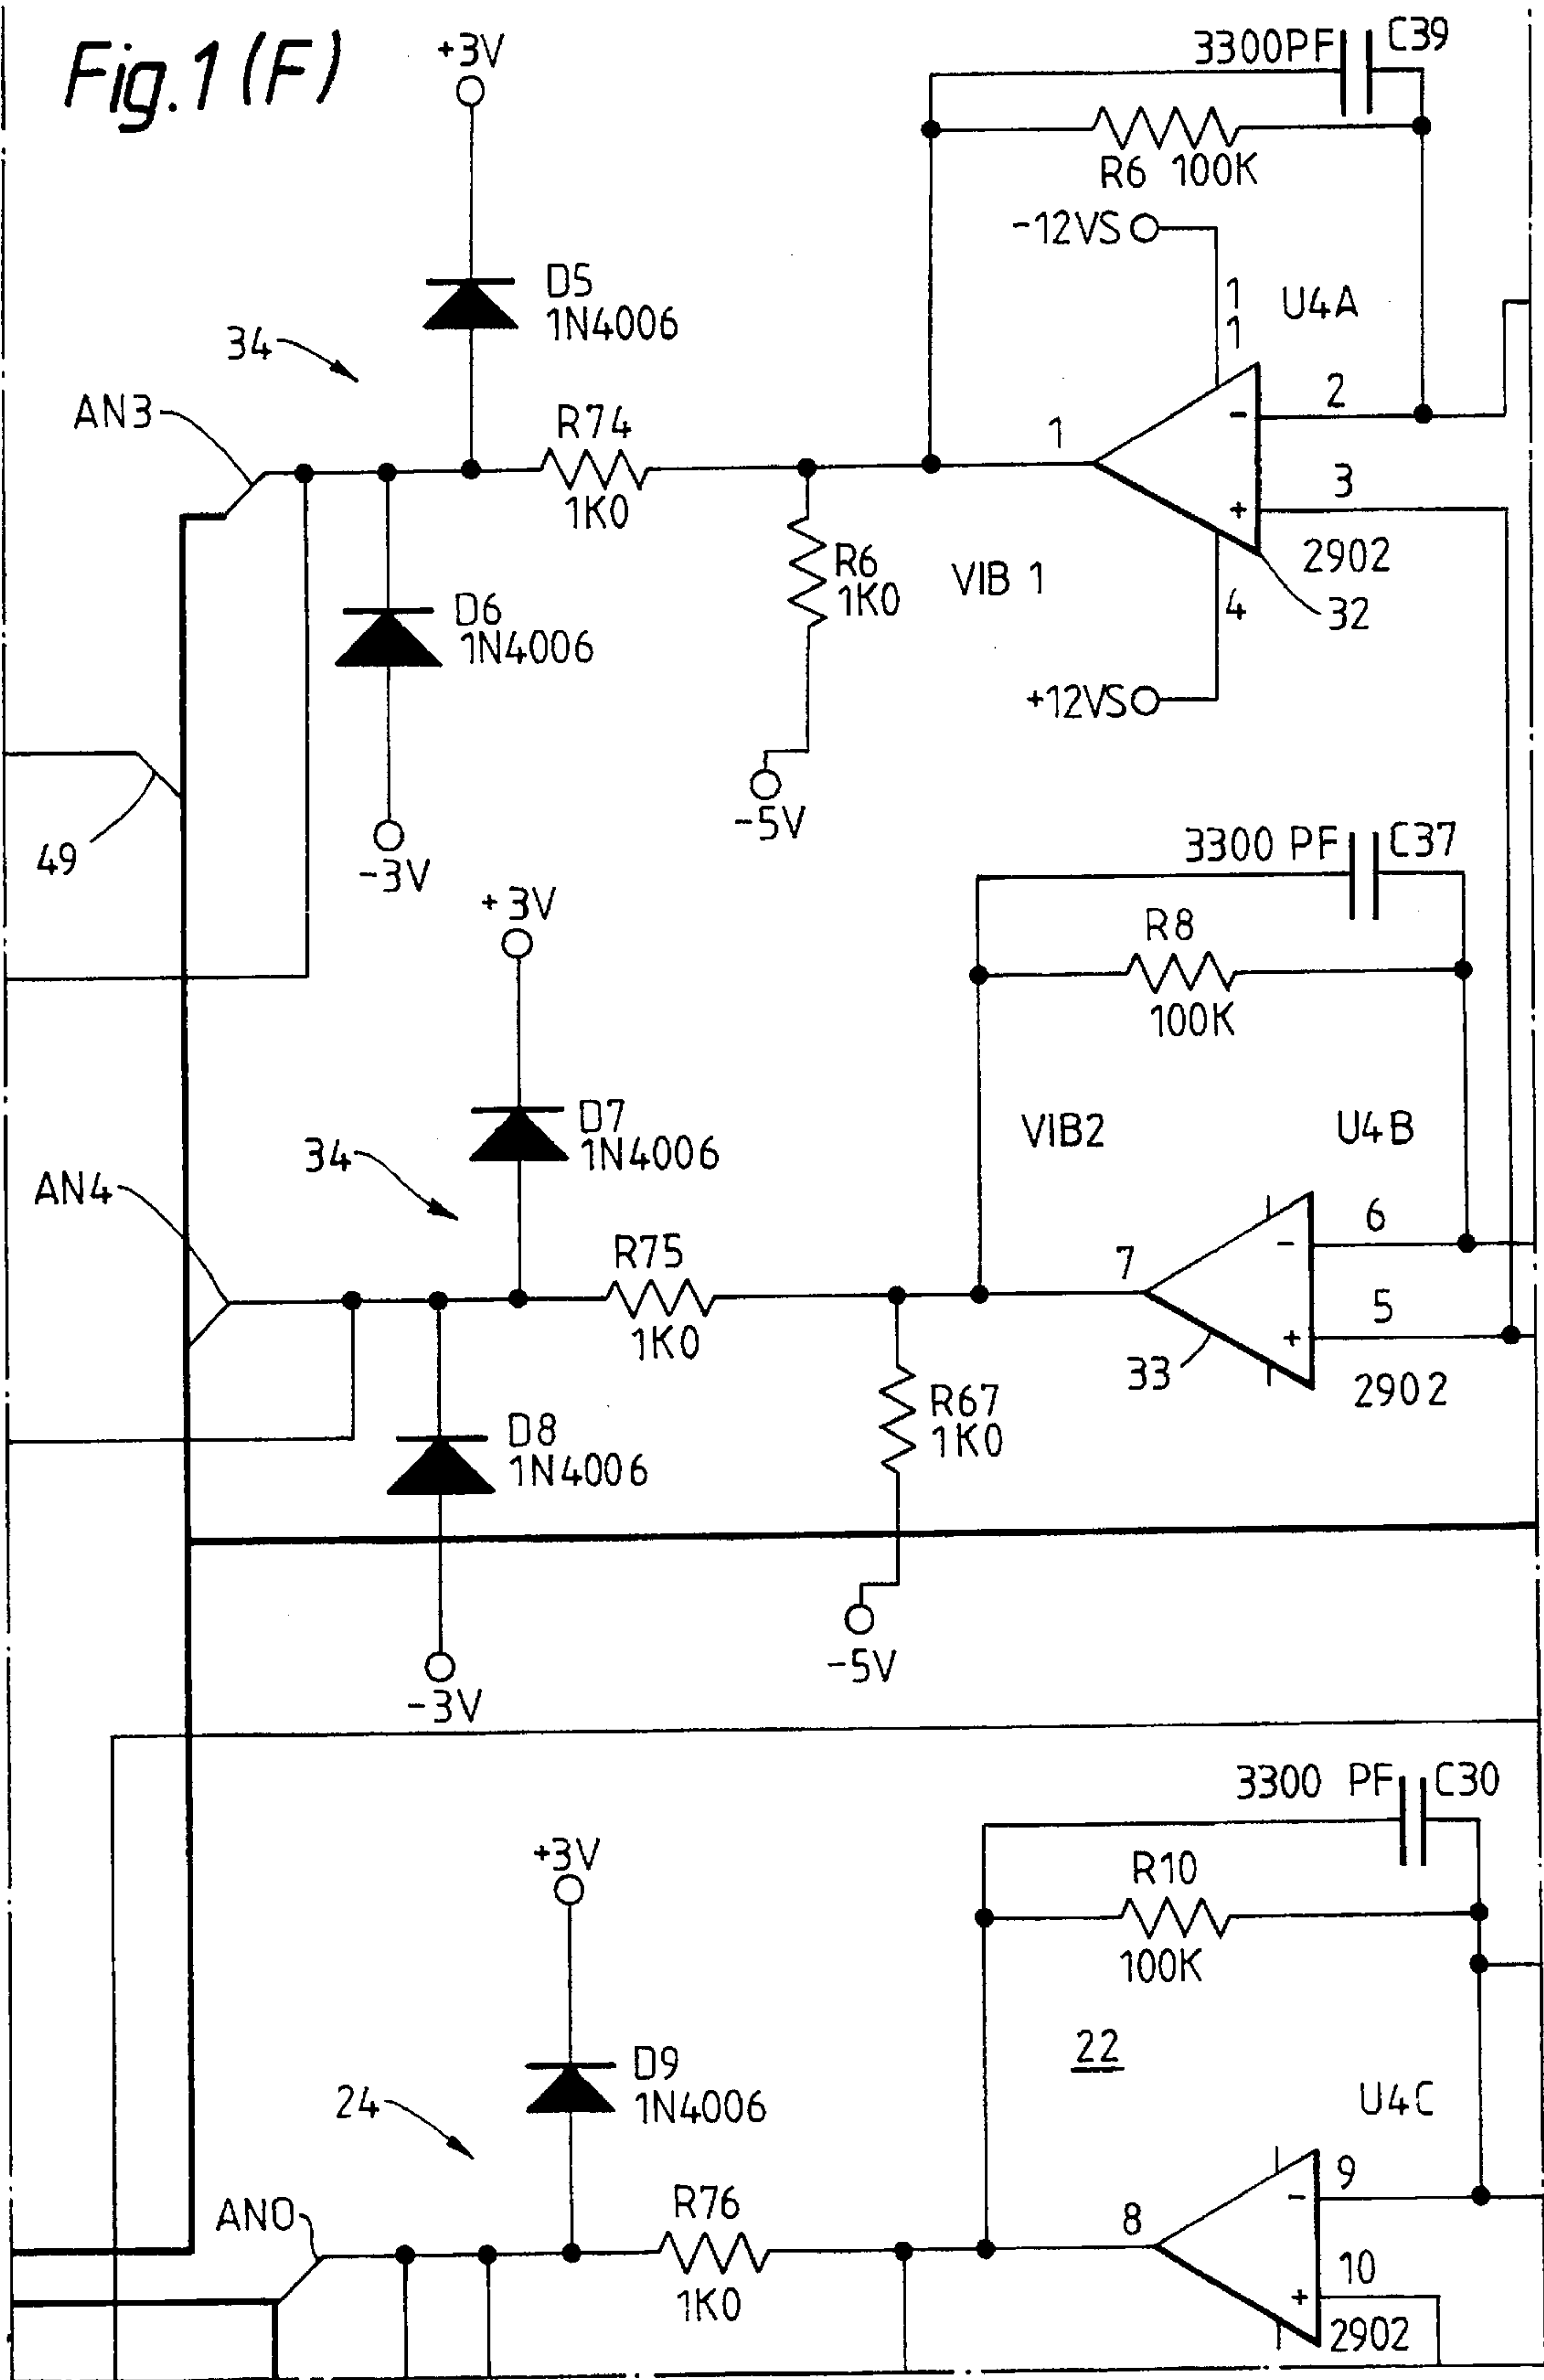 Fig.1 (F)
+3V
3300PF
C39
R6 100K
-12VS
D5
1N4006
1
1
U4A
34
AN3
R74
1K0
1
-
2
+
3
2902
32
R6
1K0
VIB 1
4
D6
1N4006
+12VS
-5V
49
-3V
+3V
3300 PF
C37
R8
100K
D7
1N4006
VIB2
U4B
34
AN4
R75
1K0
7
-
6
+
5
33
2902
R67
1K0
D8
1N4006
-5V
-3V
3300 PF
C30
+3V
R10
100K
22
D9
1N4006
U4C
24
AN0
R76
1K0
8
-
9
+
10
2902